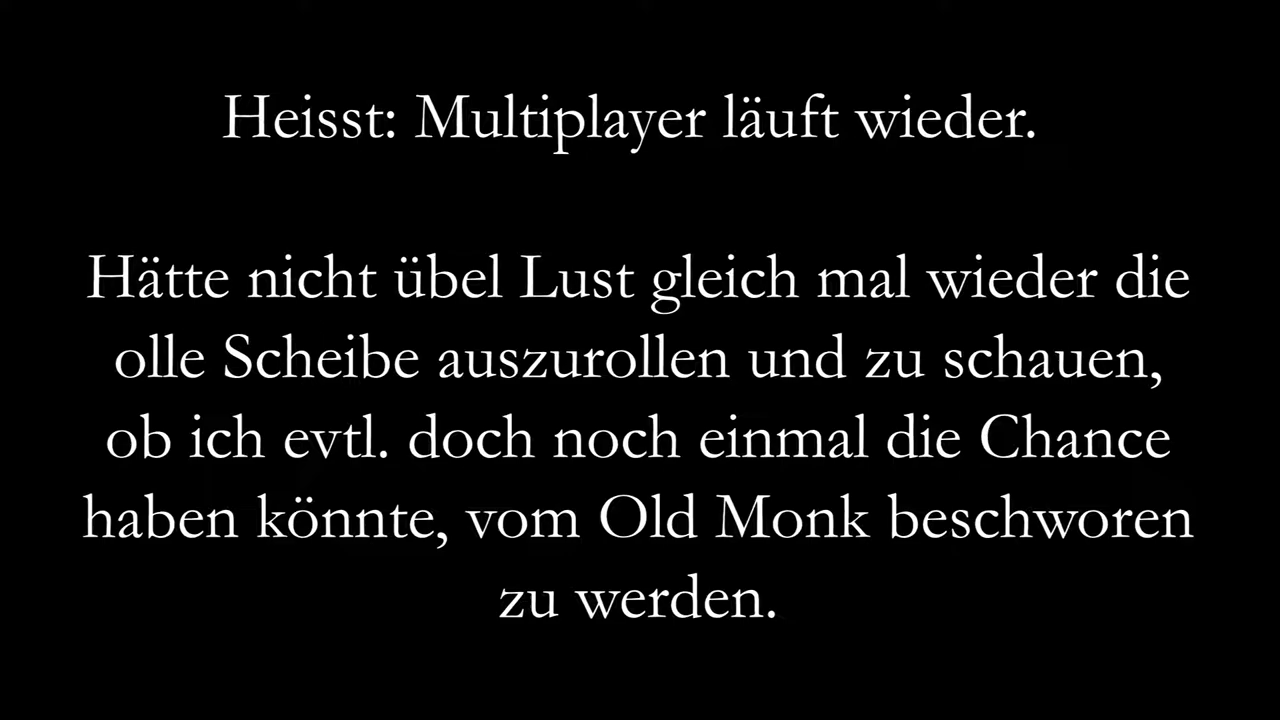 Heisst: Multiplayer läuft wieder.
Hätte nicht übel Lust gleich mal wieder die
olle Scheibe auszurollen und zu schauen,
ob ich evtl. doch noch einmal die Chance
haben könnte, vom Old Monk beschworen
zu werden.